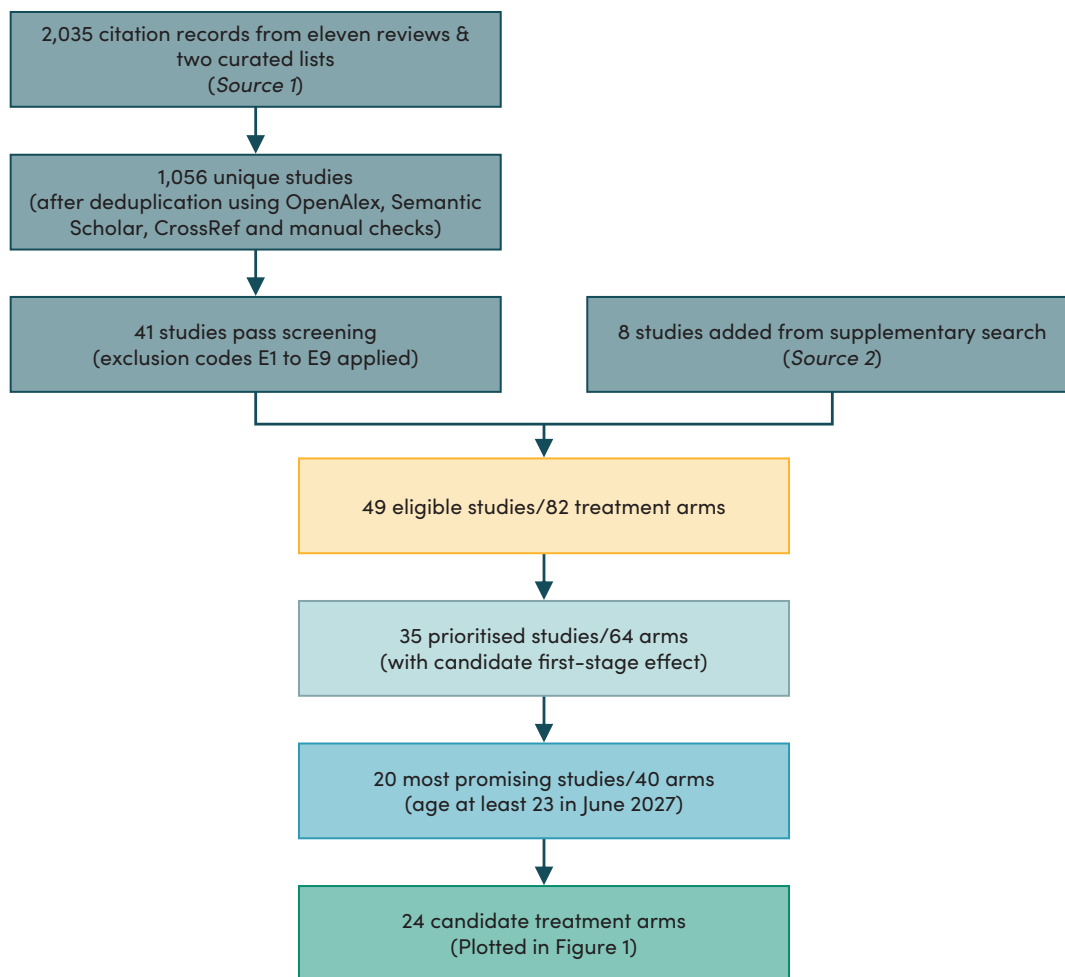 2,035 citation records from eleven reviews &
two curated lists
(Source 1)
1,056 unique studies
(after deduplication using OpenAlex, Semantic
Scholar, CrossRef and manual checks)
41 studies pass screening
(exclusion codes E1 to E9 applied)
8 studies added from supplementary search
(Source 2)
49 eligible studies/82 treatment arms
35 prioritised studies/64 arms
(with candidate first-stage effect)
20 most promising studies/40 arms
(age at least 23 in June 2027)
24 candidate treatment arms
(Plotted in Figure 1)